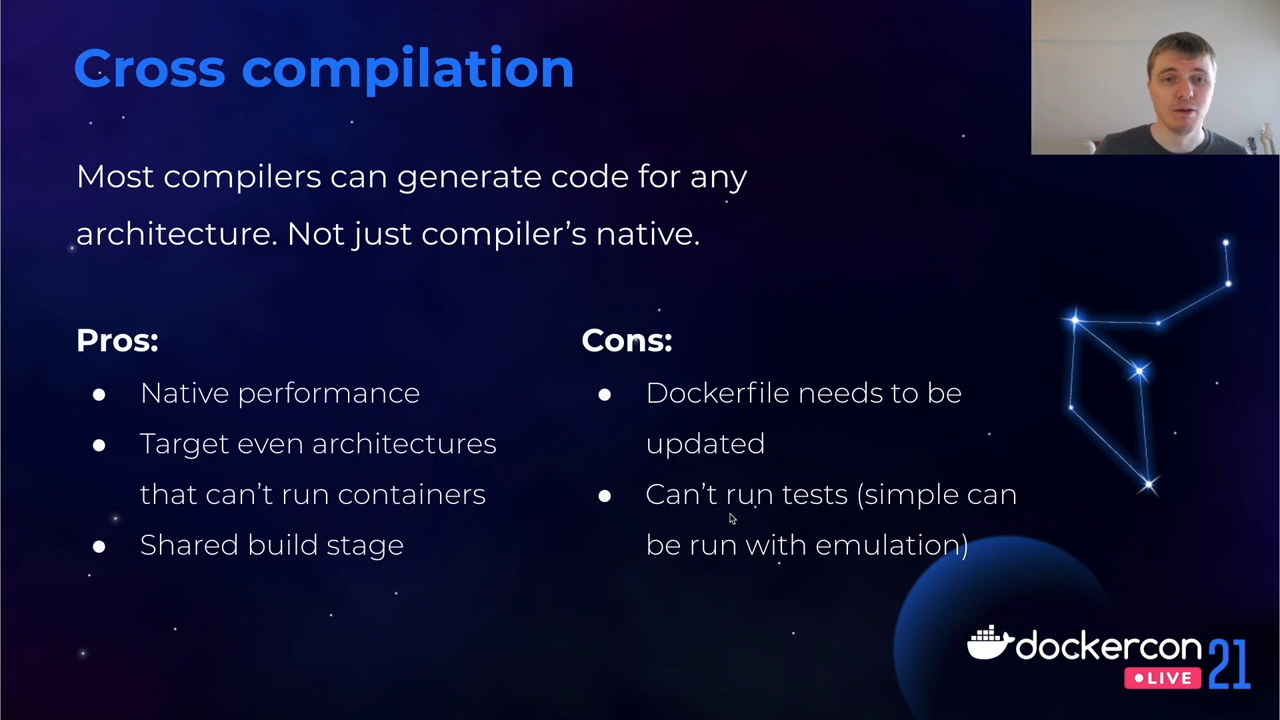 Cross compilation
Most compilers can generate code for any
architecture. Not just compiler's native.
Pros:
● Native performance
● Target even architectures
that can't run containers
● Shared build stage
Cons:
● Dockerfile needs to be
updated
● Can't run tests (simple can
be run with emulation)
dockercon
LIVE 21